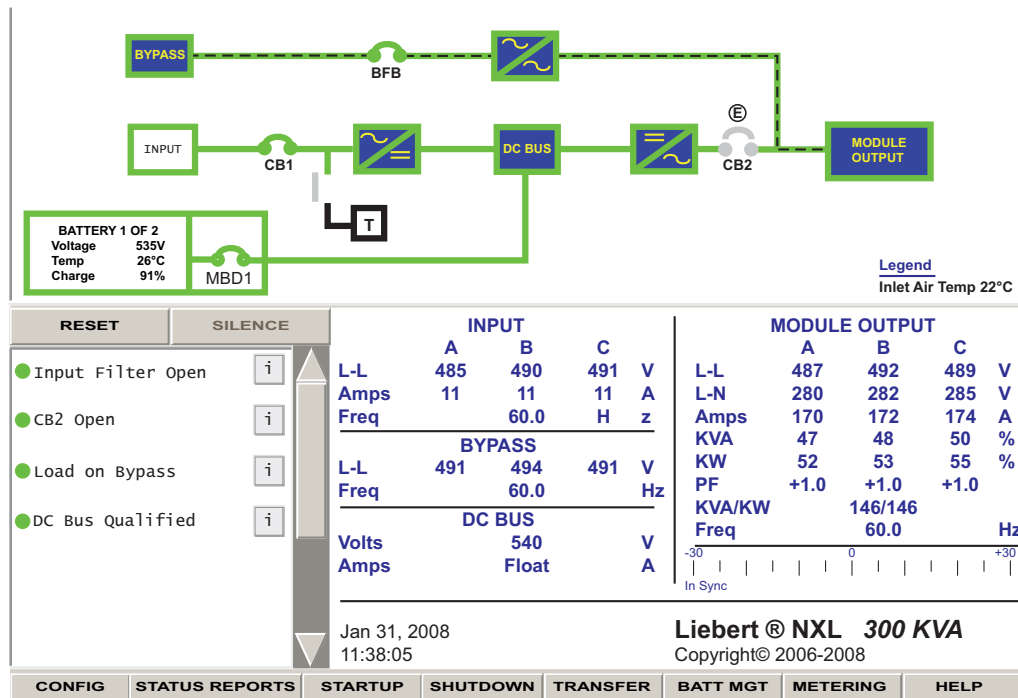 BYPASS
BFB
E
INPUT
CB1
DC BUS
CB2
MODULE
OUTPUT
T
BATTERY 1 OF 2
Voltage 535V
Temp 26°C
Charge 91%
MBD1
Legend
Inlet Air Temp 22°C
RESET SILENCE
Input Filter Open i
CB2 Open i
Load on Bypass i
DC Bus Qualified i
INPUT
A B C
L-L 485 490 491 V
Amps 11 11 11 A
Freq 60.0 H z
BYPASS
L-L 491 494 491 V
Freq 60.0 Hz
DC BUS
Volts 540 V
Amps Float A
MODULE OUTPUT
A B C
L-L 487 492 489 V
L-N 280 282 285 V
Amps 170 172 174 A
KVA 47 48 50 %
KW 52 53 55 %
PF +1.0 +1.0 +1.0
KVA/KW 146/146
Freq 60.0 Hz
-30 0 +30
In Sync
Jan 31, 2008
11:38:05
Liebert ® NXL 300 KVA
Copyright© 2006-2008
CONFIG STATUS REPORTS STARTUP SHUTDOWN TRANSFER BATT MGT METERING HELP